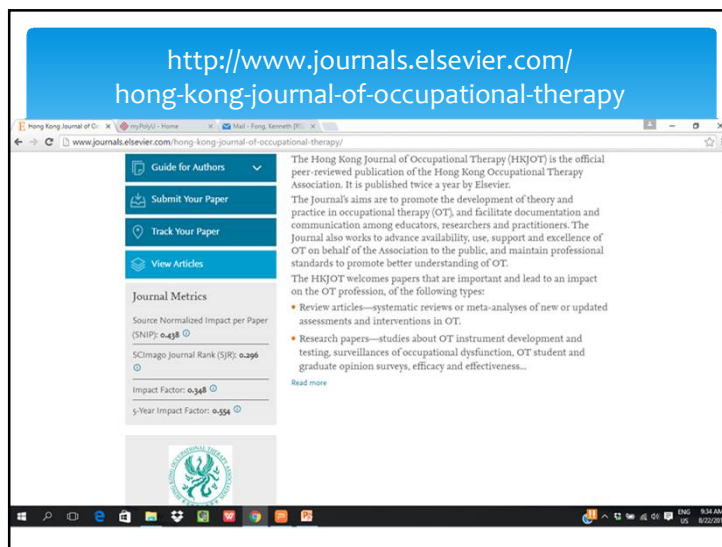 http://www.journals.elsevier.com/
hong-kong-journal-of-occupational-therapy
Hong Kong Journal of Oc
myPolyU - Home
Mail - Fong, Kenneth [R
www.journals.elsevier.com/hong-kong-journal-of-occupational-therapy/
Guide for Authors
Submit Your Paper
Track Your Paper
View Articles
Journal Metrics
Source Normalized Impact per Paper
(SNIP): 0.438
SCImago Journal Rank (SJR): 0.296
Impact Factor: 0.348
5-Year Impact Factor: 0.554
The Hong Kong Journal of Occupational Therapy (HKJOT) is the official
peer-reviewed publication of the Hong Kong Occupational Therapy
Association. It is published twice a year by Elsevier.
The Journal's aims are to promote the development of theory and
practice in occupational therapy (OT), and facilitate documentation and
communication among educators, researchers and practitioners. The
Journal also works to advance availability, use, support and excellence of
OT on behalf of the Association to the public, and maintain professional
standards to promote better understanding of OT.
The HKJOT welcomes papers that are important and lead to an impact
on the OT profession, of the following types:
• Review articles—systematic reviews or meta-analyses of new or updated
assessments and interventions in OT.
• Research papers—studies about OT instrument development and
testing, surveillances of occupational dysfunction, OT student and
graduate opinion surveys, efficacy and effectiveness...
Read more
HONG KONG OCCUPATIONAL THERAPY ASSOCIATION
ENG
US
9:34 AM